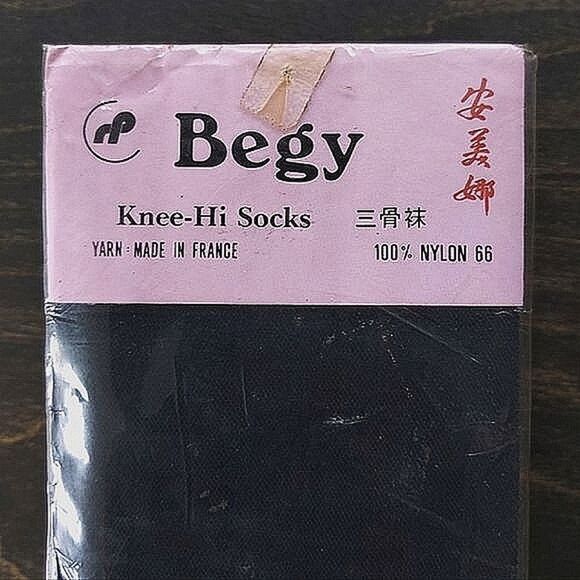 Begy
安美娜
Knee-Hi Socks 三骨袜
YARN: MADE IN FRANCE 100% NYLON 66